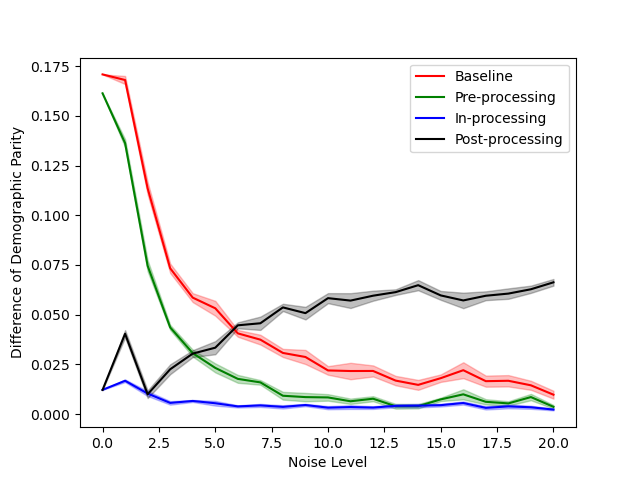 Difference of Demographic Parity
0.175
0.150
0.125
0.100
0.075
0.050
0.025
0.000
Baseline
Pre-processing
In-processing
Post-processing
0.0 2.5 5.0 7.5 10.0 12.5 15.0 17.5 20.0
Noise Level